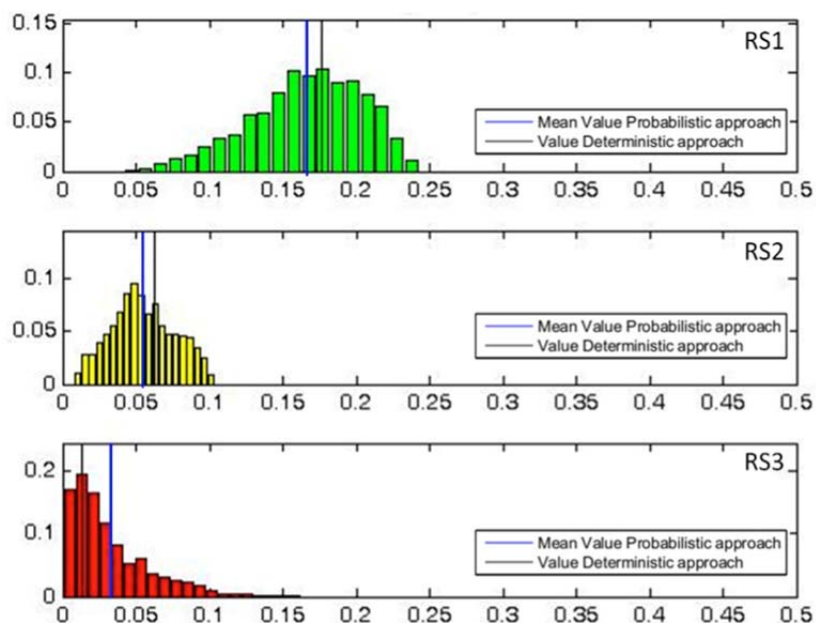 0.15
RS1
0.1
0.05
Mean Value Probabilistic approach
Value Deterministic approach
0
0 0.05 0.1 0.15 0.2 0.25 0.3 0.35 0.4 0.45 0.5
RS2
0.1
0.05
Mean Value Probabilistic approach
Value Deterministic approach
0
0 0.05 0.1 0.15 0.2 0.25 0.3 0.35 0.4 0.45 0.5
RS3
0.2
0.1
Mean Value Probabilistic approach
Value Deterministic approach
0
0 0.05 0.1 0.15 0.2 0.25 0.3 0.35 0.4 0.45 0.5